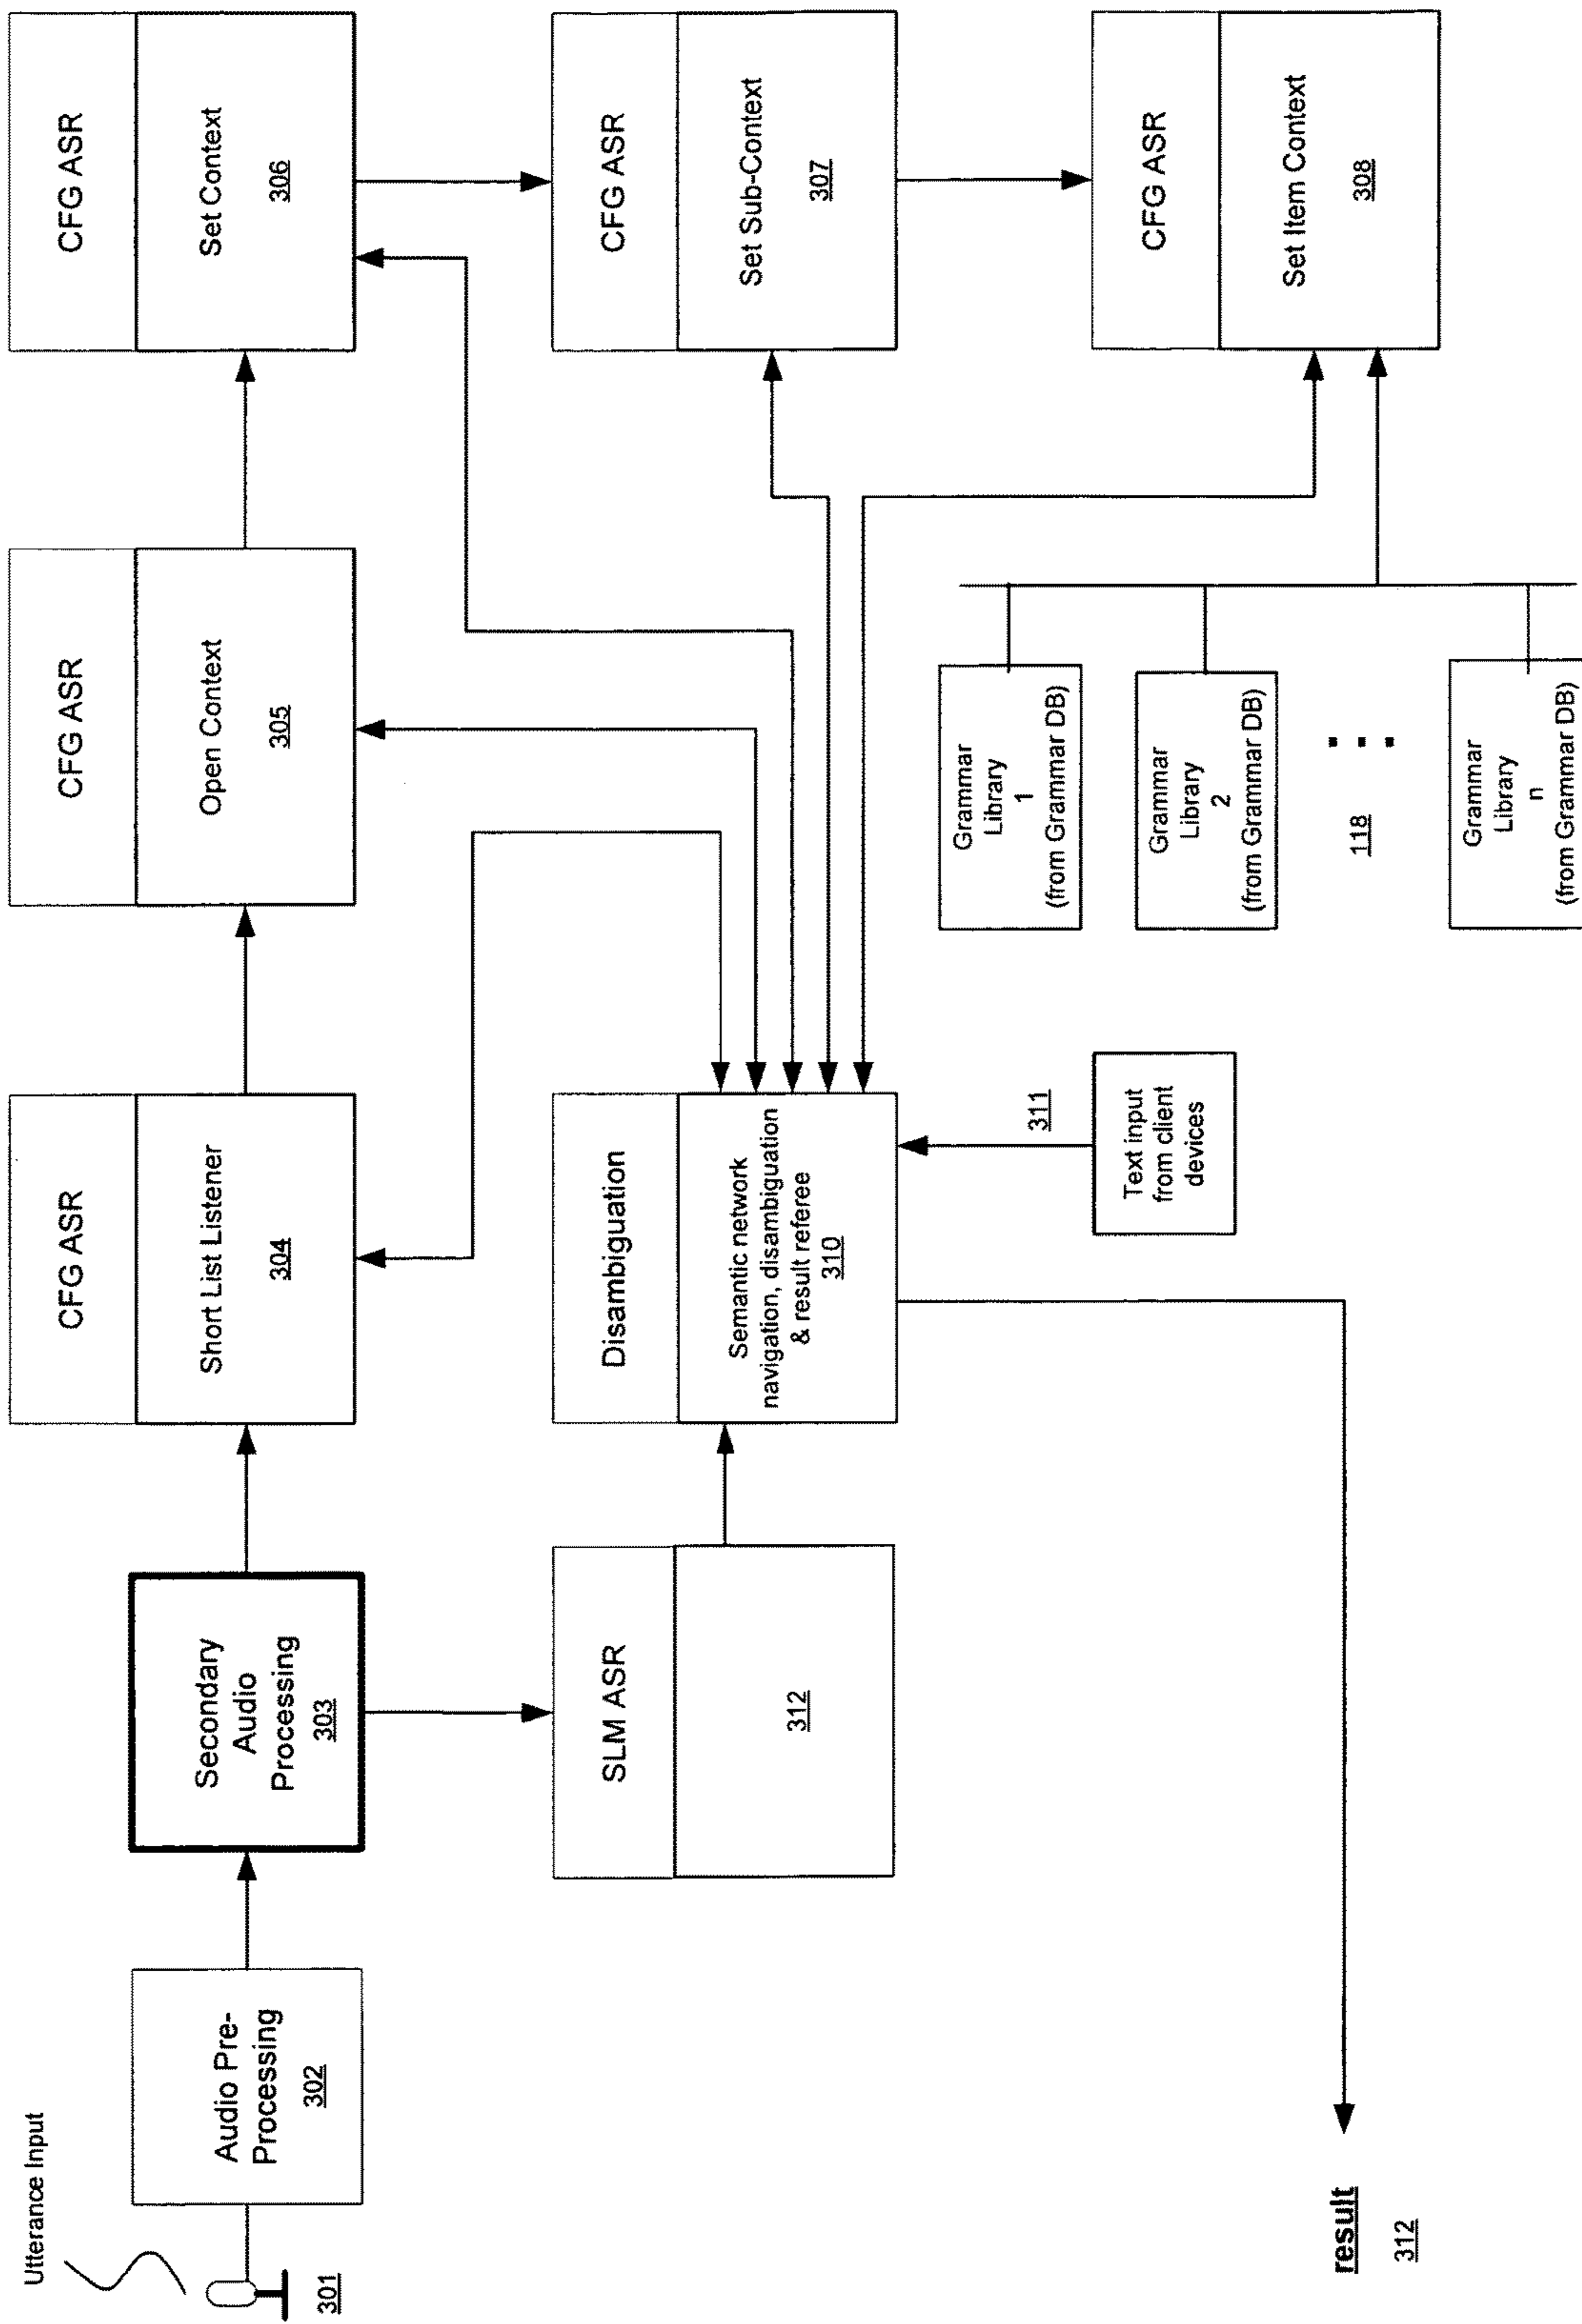 Utterance Input
301
Audio Pre-
Processing
302
Secondary
Audio
Processing
303
CFG ASR
Short List Listener
304
CFG ASR
Open Context
305
CFG ASR
Set Context
306
SLM ASR
312
Disambiguation
Semantic network
navigation, disambiguation
& result referee
310
CFG ASR
Set Sub-Context
307
311
Text input
from client
devices
Grammar
Library
1
(from Grammar DB)
Grammar
Library
2
(from Grammar DB)
118
Grammar
Library
n
(from Grammar DB)
CFG ASR
Set Item Context
308
result
312